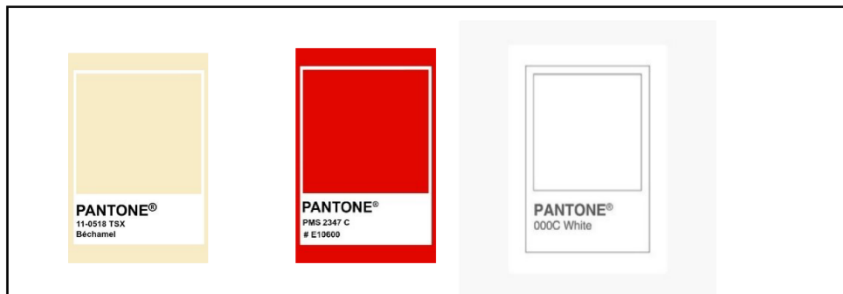 PANTONE®
11-0518 TSX
Béchamel
PANTONE®
PMS 2347 C
# E10600
PANTONE®
000C White